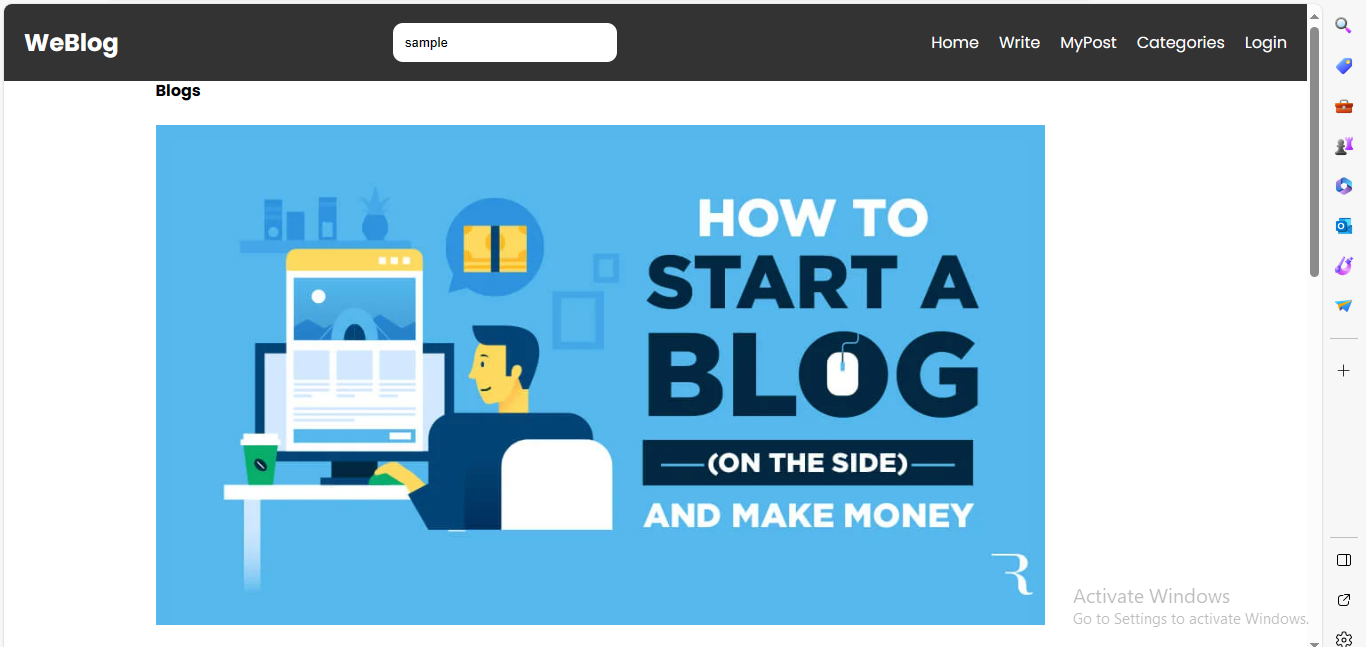 WeBlog
sample
Home Write MyPost Categories Login
Blogs
HOW TO
START A
BLOG
(ON THE SIDE)
AND MAKE MONEY
R
Activate Windows
Go to Settings to activate Windows.